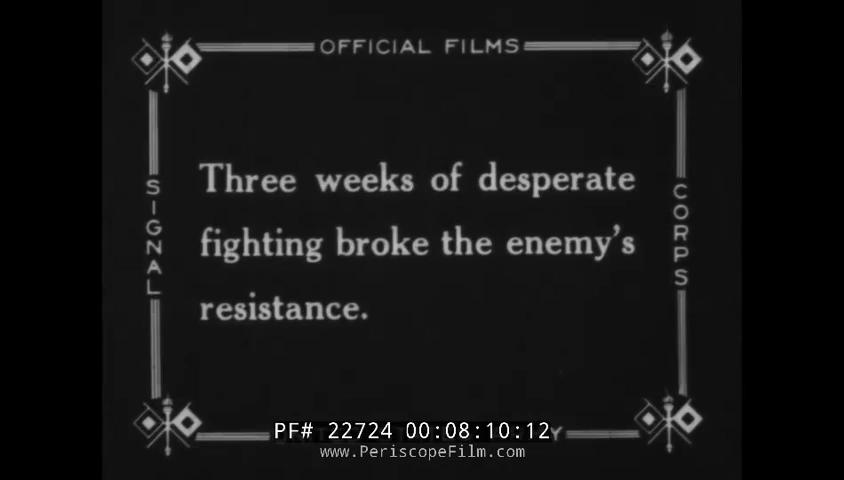 OFFICIAL FILMS
SIGNAL
CORPS
Three weeks of desperate
fighting broke the enemy's
resistance.
PF# 22724 00:08:10:12
www.PeriscopeFilm.com